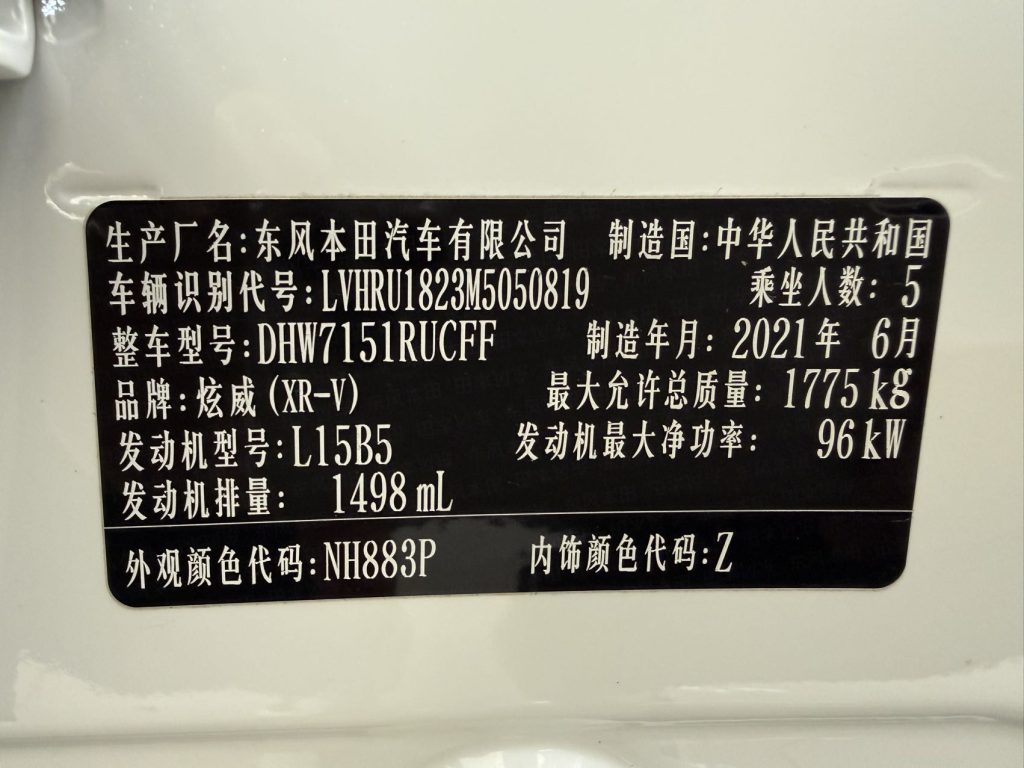 生产厂名:东风本田汽车有限公司 制造国:中华人民共和国
车辆识别代号:LVHRU1823M5050819 乘坐人数: 5
整车型号:DHW7151RUCFF 制造年月: 2021年 6月
品牌:炫威(XR-V) 最大允许总质量: 1775kg
发动机型号:L15B5 发动机最大净功率: 96kW
发动机排量: 1498mL
外观颜色代码:NH883P 内饰颜色代码:Z